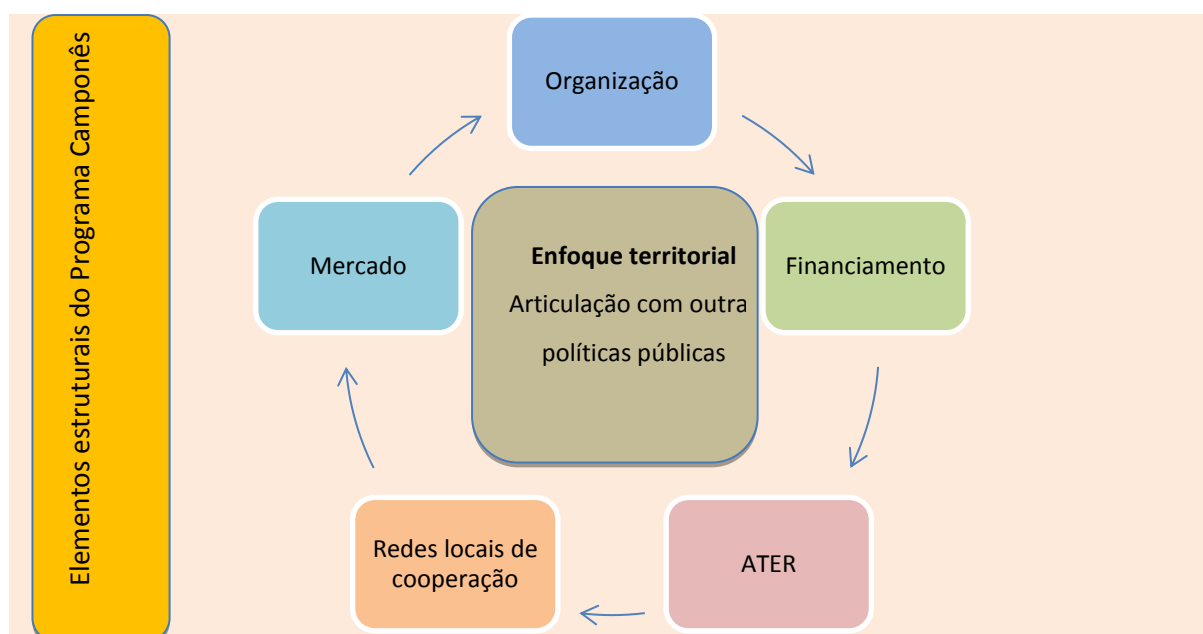 Elementos estruturais do Programa Camponês
Organização
Mercado
Enfoque territorial
Articulação com outra
políticas públicas
Financiamento
Redes locais de
cooperação
ATER